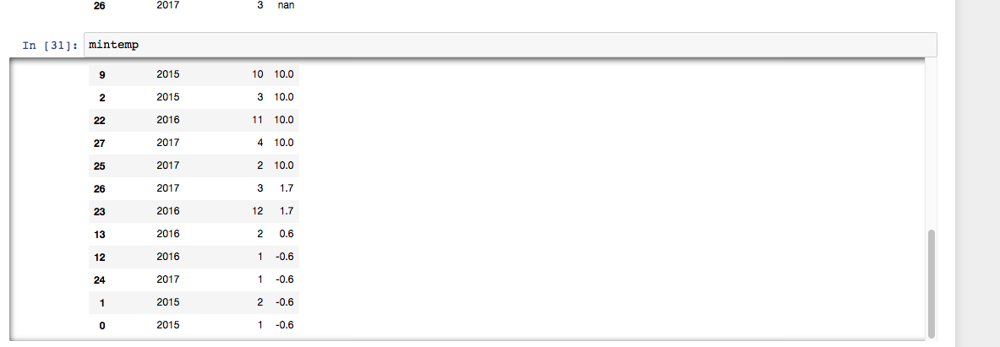 26 2017 3 nan
In [31]: mintemp
9 2015 10 10.0
2 2015 3 10.0
22 2016 11 10.0
27 2017 4 10.0
25 2017 2 10.0
26 2017 3 1.7
23 2016 12 1.7
13 2016 2 0.6
12 2016 1 -0.6
24 2017 1 -0.6
1 2015 2 -0.6
0 2015 1 -0.6